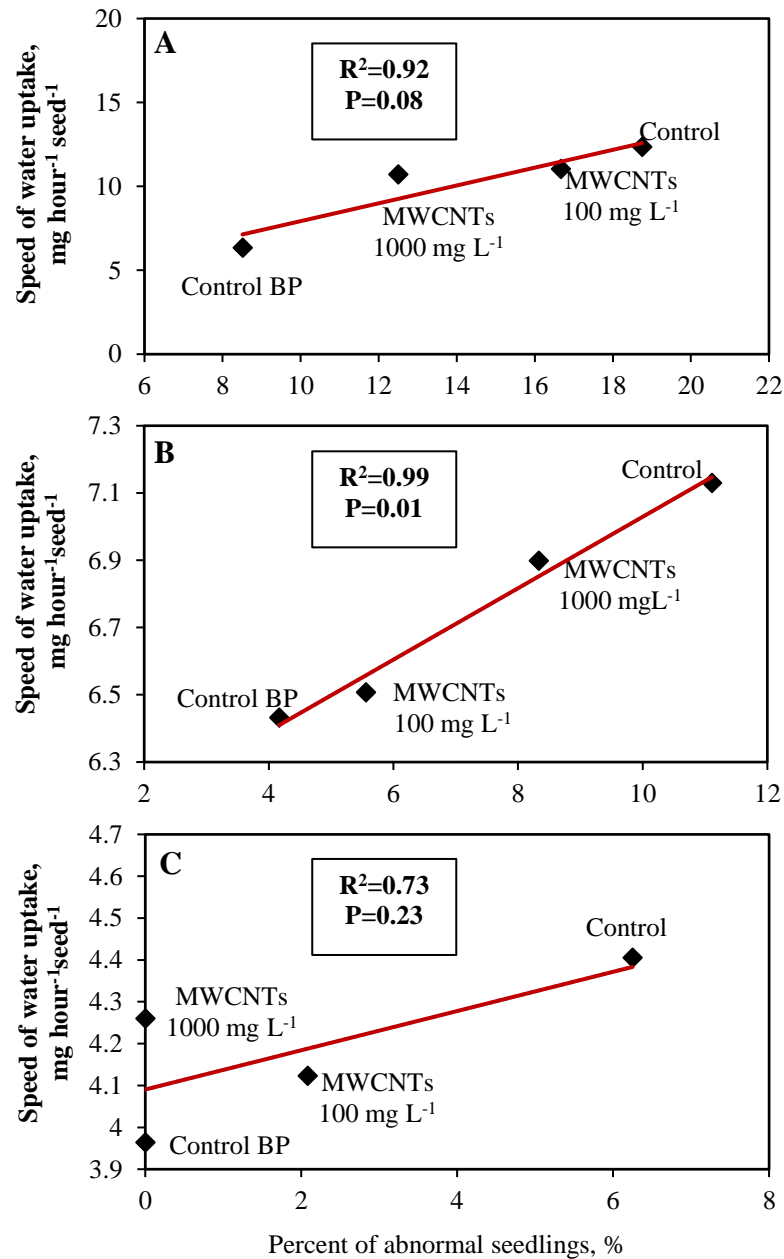 A
R²=0.92
P=0.08
Speed of water uptake,
mg hour⁻¹ seed⁻¹
20
15
10
5
0
Control
MWCNTs
100 mg L⁻¹
MWCNTs
1000 mg L⁻¹
Control BP
6 8 10 12 14 16 18 20 22
B
R²=0.99
P=0.01
Speed of water uptake,
mg hour⁻¹seed⁻¹
7.3
7.1
6.9
6.7
6.5
6.3
Control
MWCNTs
1000 mgL⁻¹
Control BP
MWCNTs
100 mg L⁻¹
2 4 6 8 10 12
C
R²=0.73
P=0.23
Speed of water uptake,
mg hour⁻¹seed⁻¹
4.7
4.6
4.5
4.4
4.3
4.2
4.1
4
3.9
Control
MWCNTs
1000 mg L⁻¹
MWCNTs
100 mg L⁻¹
Control BP
0 2 4 6 8
Percent of abnormal seedlings, %